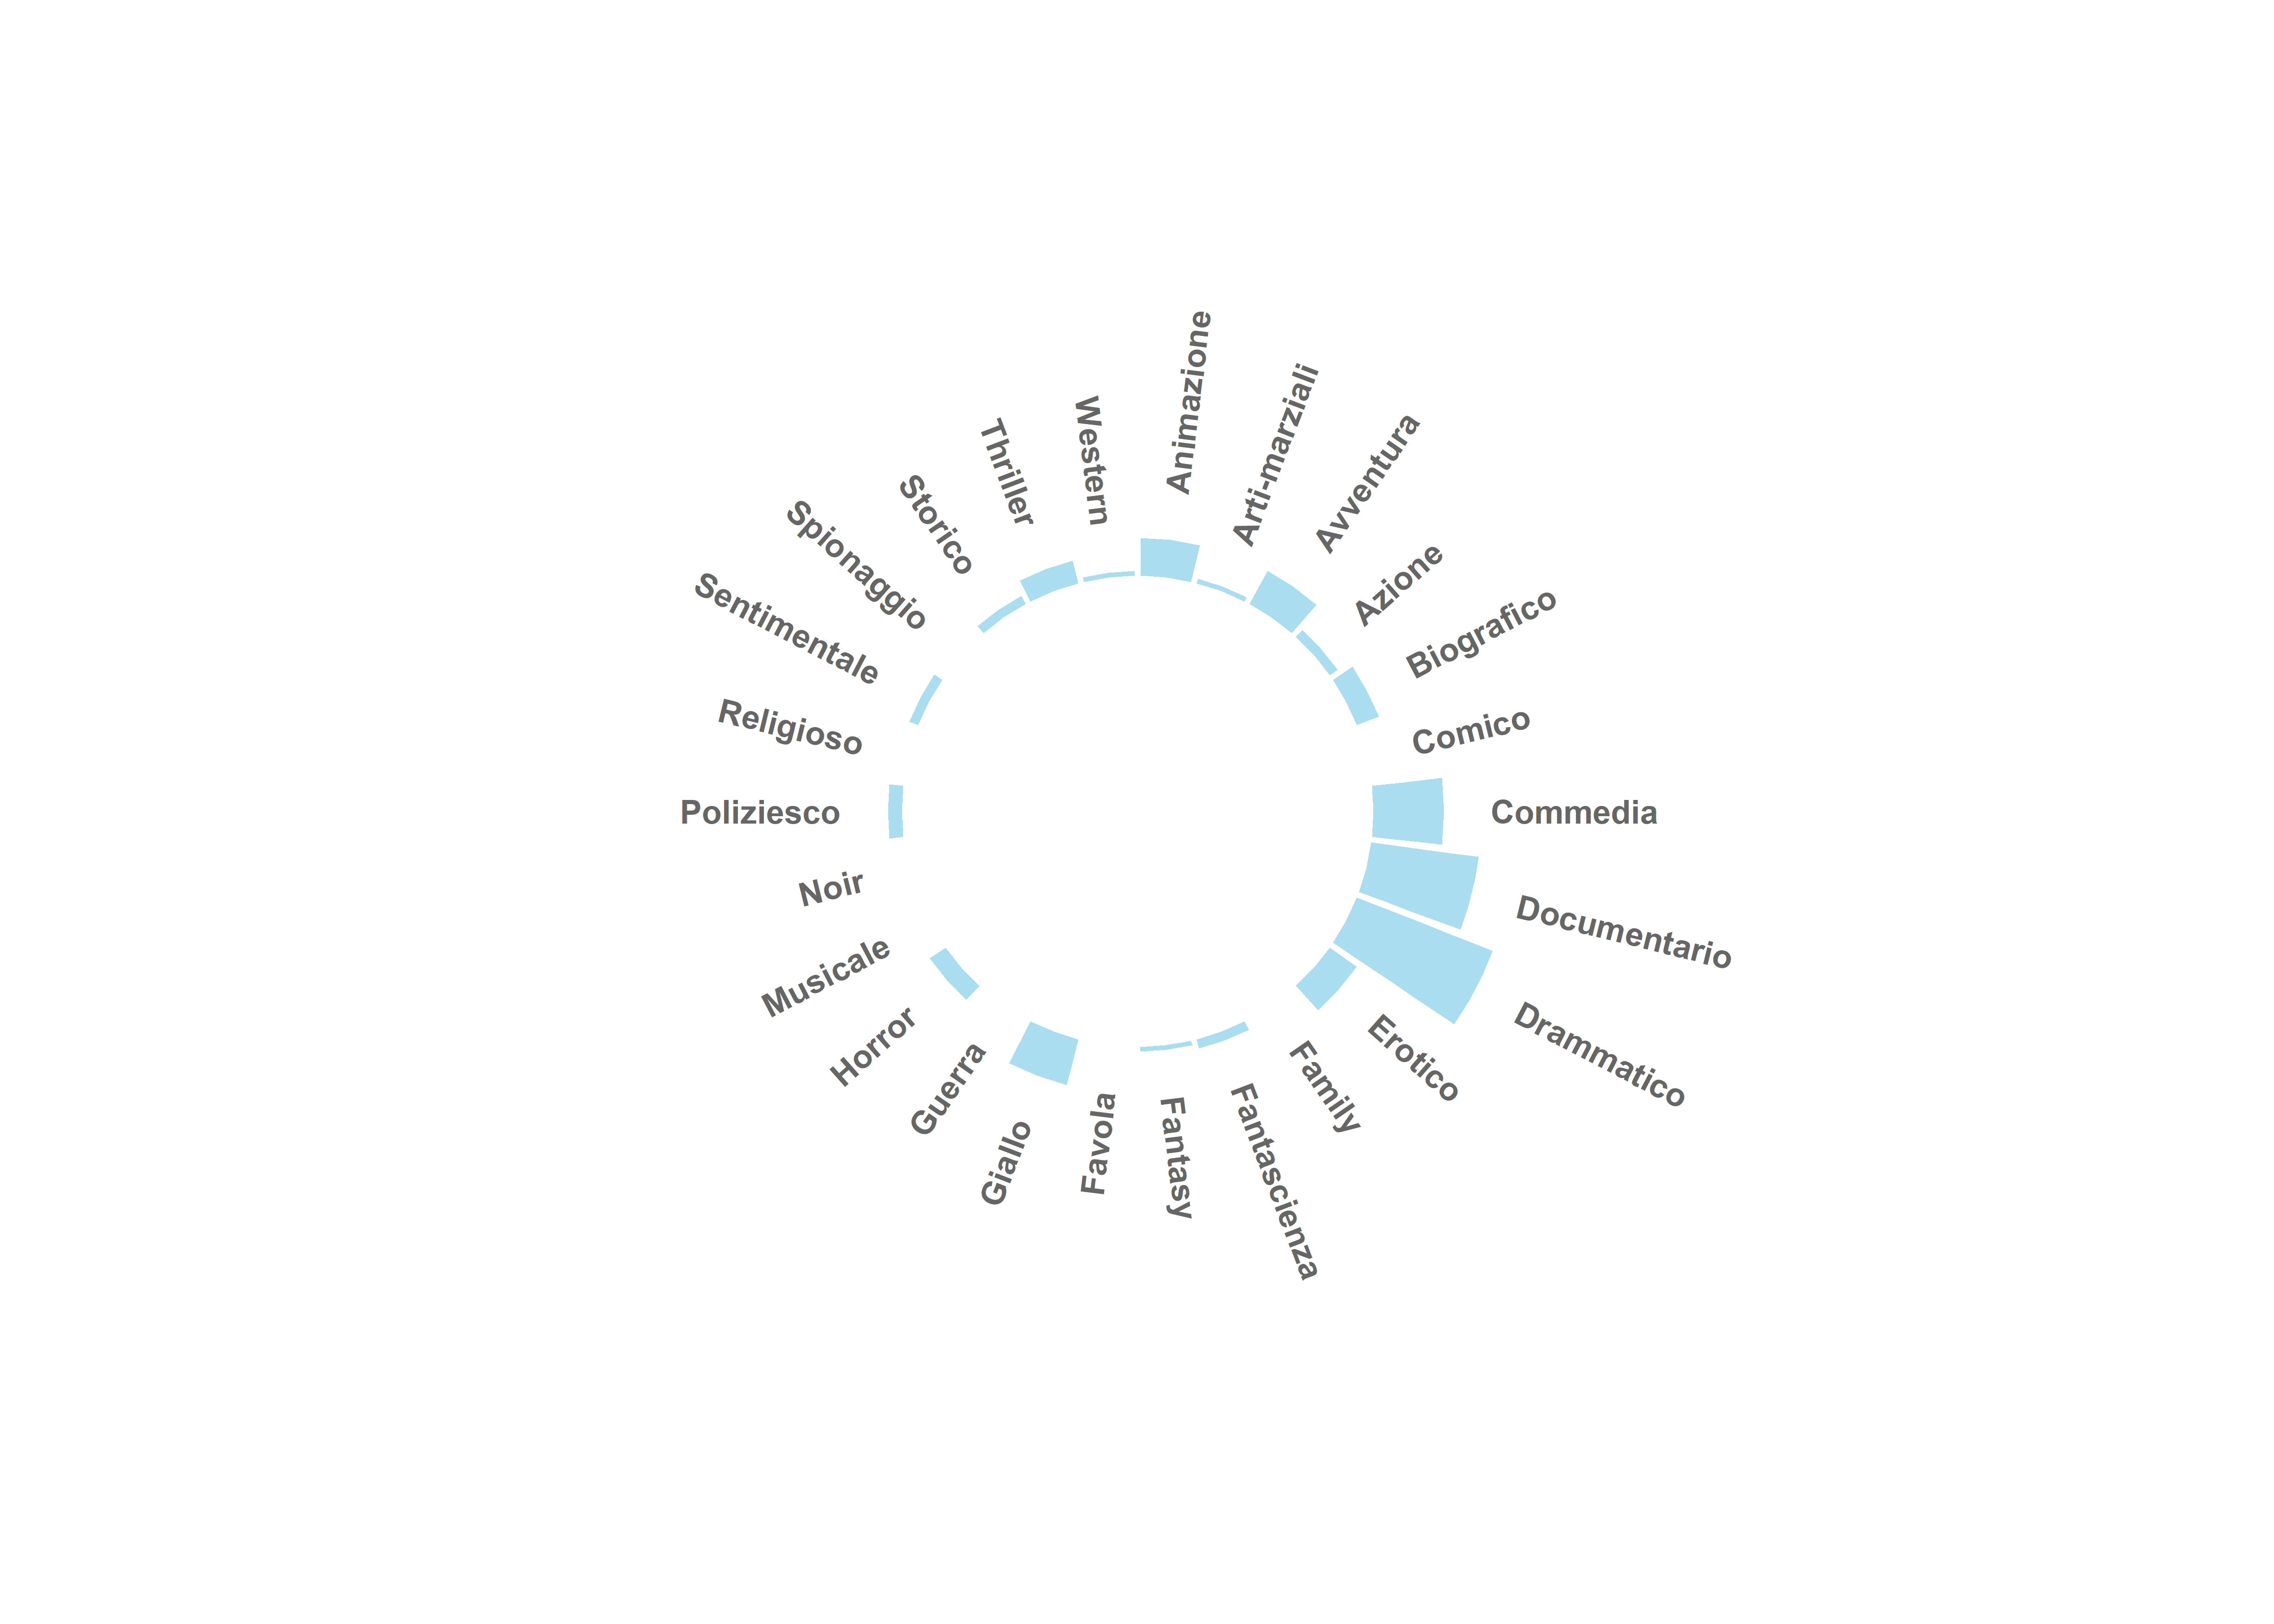 Animazione
Arti-marziali
Avventura
Azione
Biografico
Comico
Commedia
Documentario
Drammatico
Erotico
Family
Fantascienza
Fantasy
Favola
Giallo
Guerra
Horror
Musicale
Noir
Poliziesco
Religioso
Sentimentale
Spionaggio
Storico
Thriller
Western